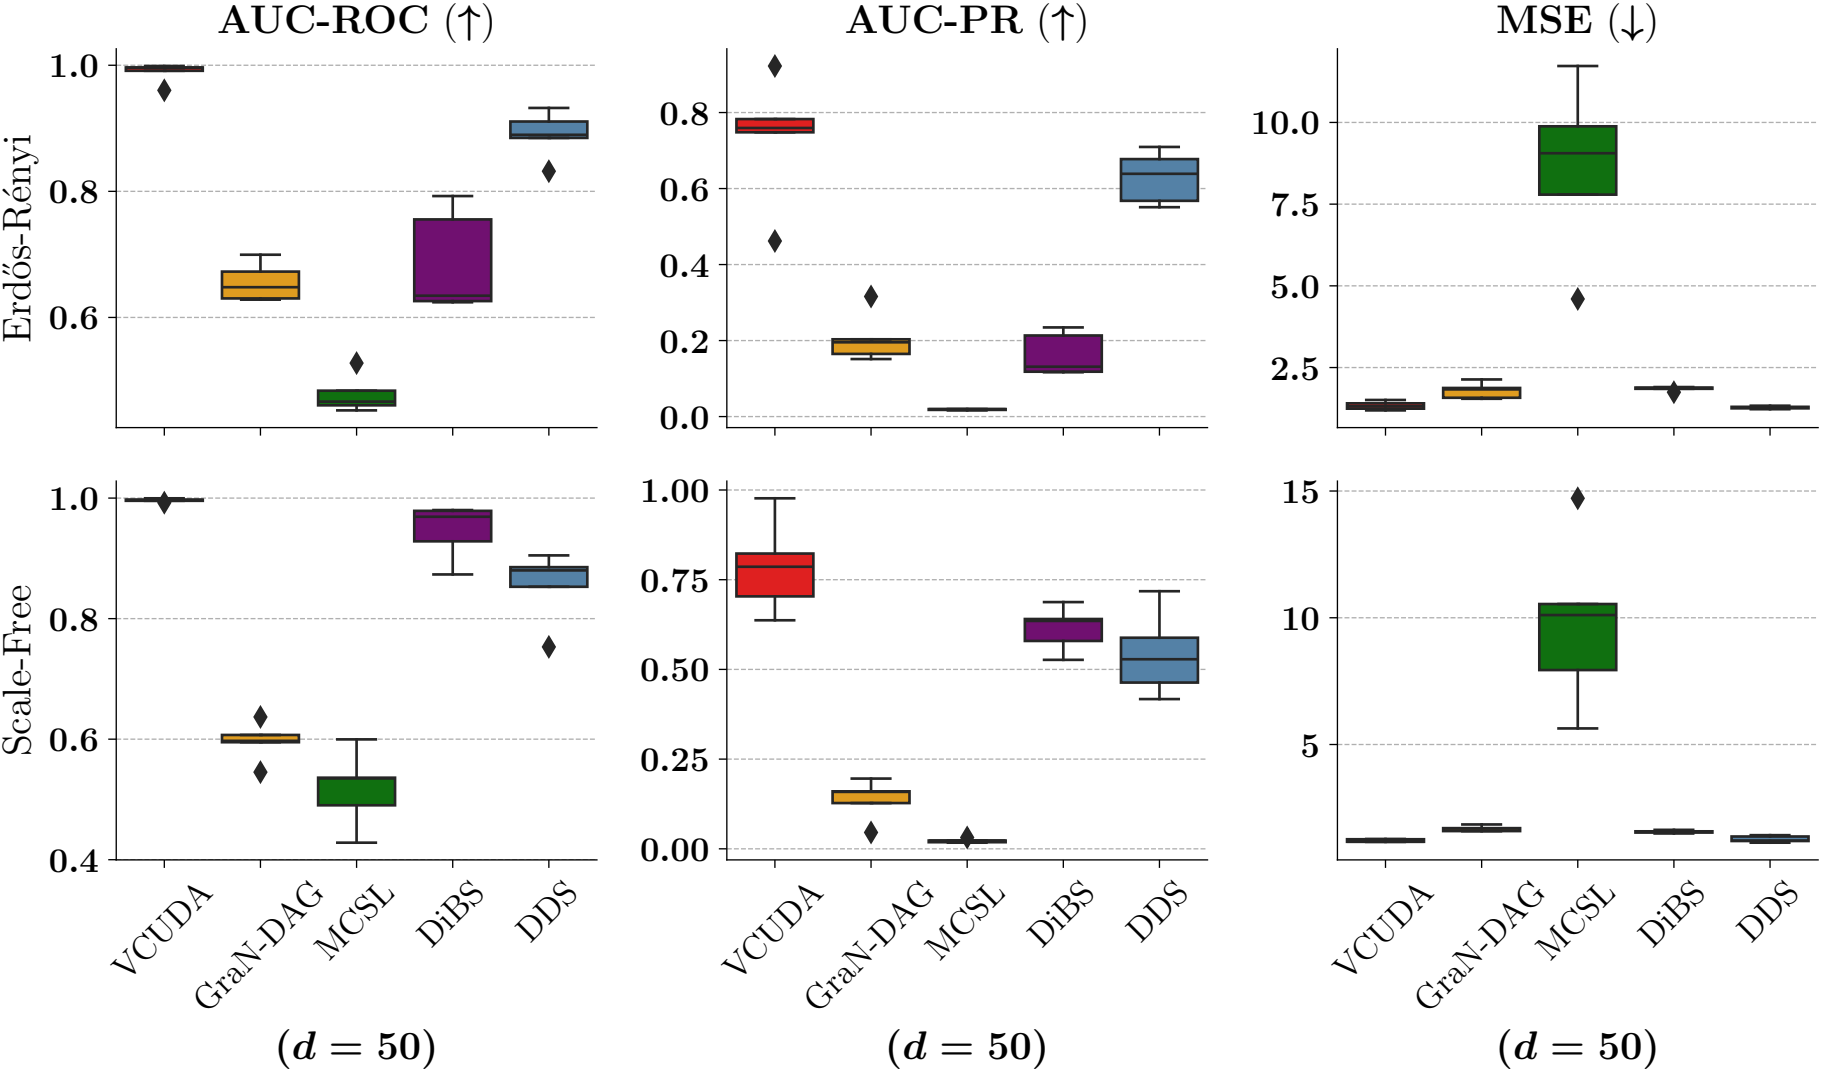 AUC-ROC (↑)
AUC-PR (↑)
MSE (↓)
Erdős-Rényi
1.0
0.8
0.6
0.8
0.6
0.4
0.2
0.0
10.0
7.5
5.0
2.5
Scale-Free
1.0
0.8
0.6
0.4
1.00
0.75
0.50
0.25
0.00
15
10
5
VCUDA
GraN-DAG
MCSL
DiBS
DDS
VCUDA
GraN-DAG
MCSL
DiBS
DDS
VCUDA
GraN-DAG
MCSL
DiBS
DDS
(d = 50)
(d = 50)
(d = 50)